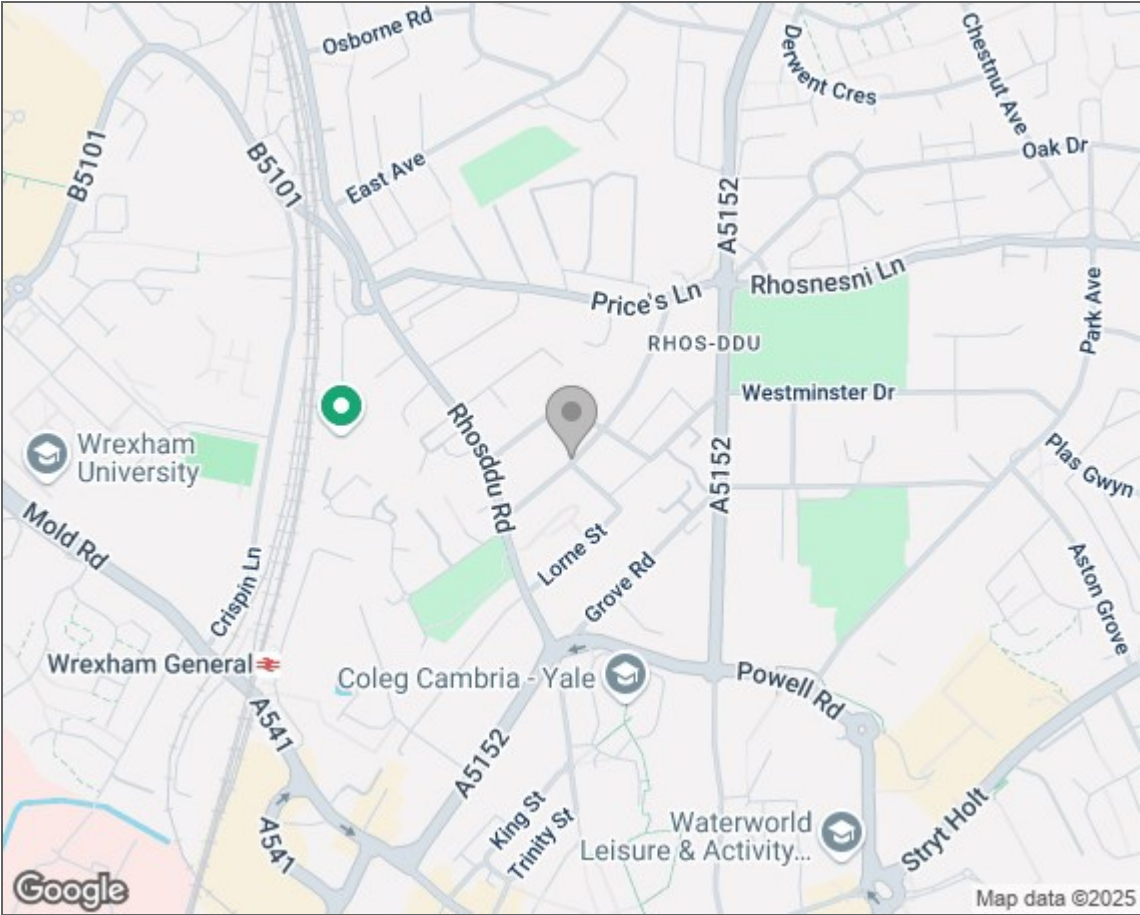 Osborne Rd
Derwent Cres
Chestnut Ave
Oak Dr
B5101
B5101
East Ave
A5152
Rhosnesni Ln
Price's Ln
Park Ave
RHOS-DDU
Westminster Dr
Rhosddu Rd
Wrexham
University
A5152
Plas Gwyn
Mold Rd
Crispin Ln
Lorne St
Grove Rd
Aston Grove
Wrexham General
Coleg Cambria - Yale
Powell Rd
A541
A5152
King St
Trinity St
Waterworld
Leisure & Activity...
Stryt Holt
A541
Google
Map data ©2025